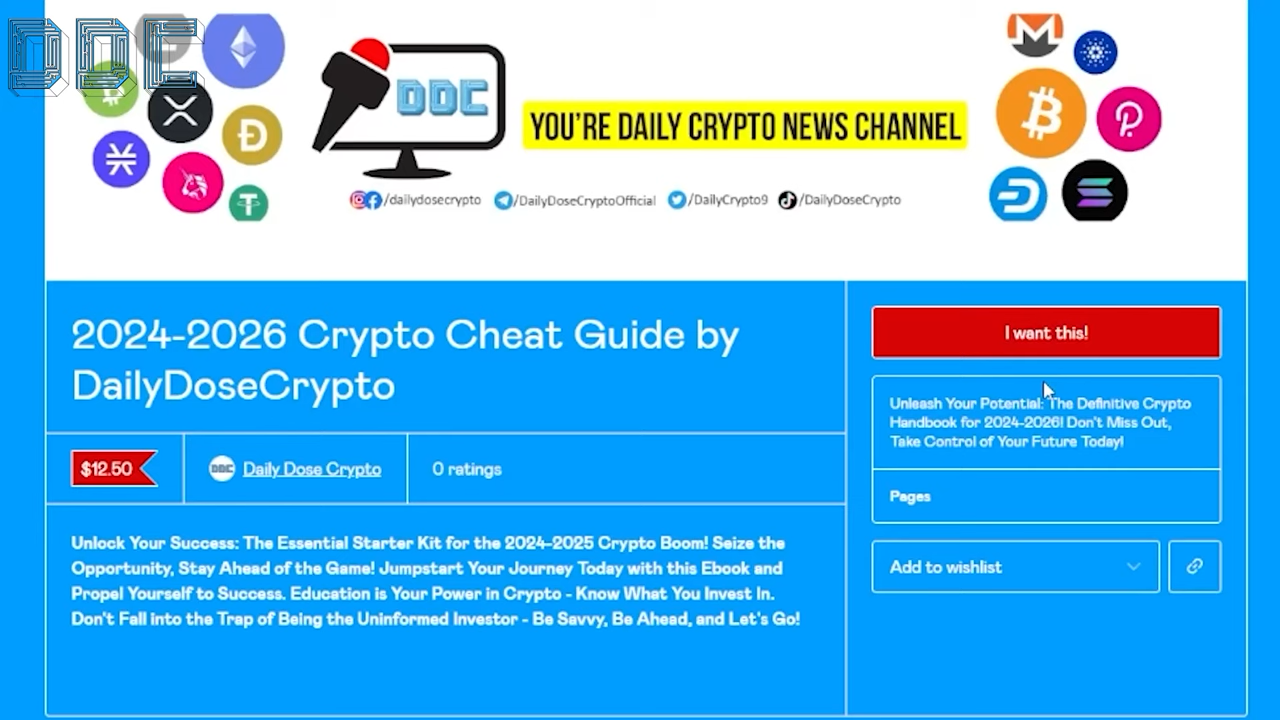 DDC
DDC
YOU'RE DAILY CRYPTO NEWS CHANNEL
/dailydosecrypto /DailyDoseCryptoOfficial /DailyCrypto9 /DailyDoseCrypto
2024-2026 Crypto Cheat Guide by
DailyDoseCrypto
$12.50
DDC
Daily Dose Crypto
0 ratings
Unlock Your Success: The Essential Starter Kit for the 2024-2025 Crypto Boom! Seize the
Opportunity, Stay Ahead of the Game! Jumpstart Your Journey Today with this Ebook and
Propel Yourself to Success. Education is Your Power in Crypto - Know What You Invest In.
Don't Fall into the Trap of Being the Uninformed Investor - Be Savvy, Be Ahead, and Let's Go!
I want this!
Unleash Your Potential: The Definitive Crypto
Handbook for 2024-2026! Don't Miss Out,
Take Control of Your Future Today!
Pages
Add to wishlist